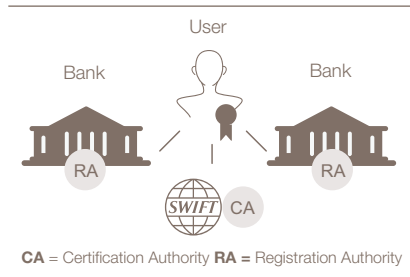 User
Bank
Bank
RA
RA
SWIFT
CA
CA = Certification Authority RA = Registration Authority